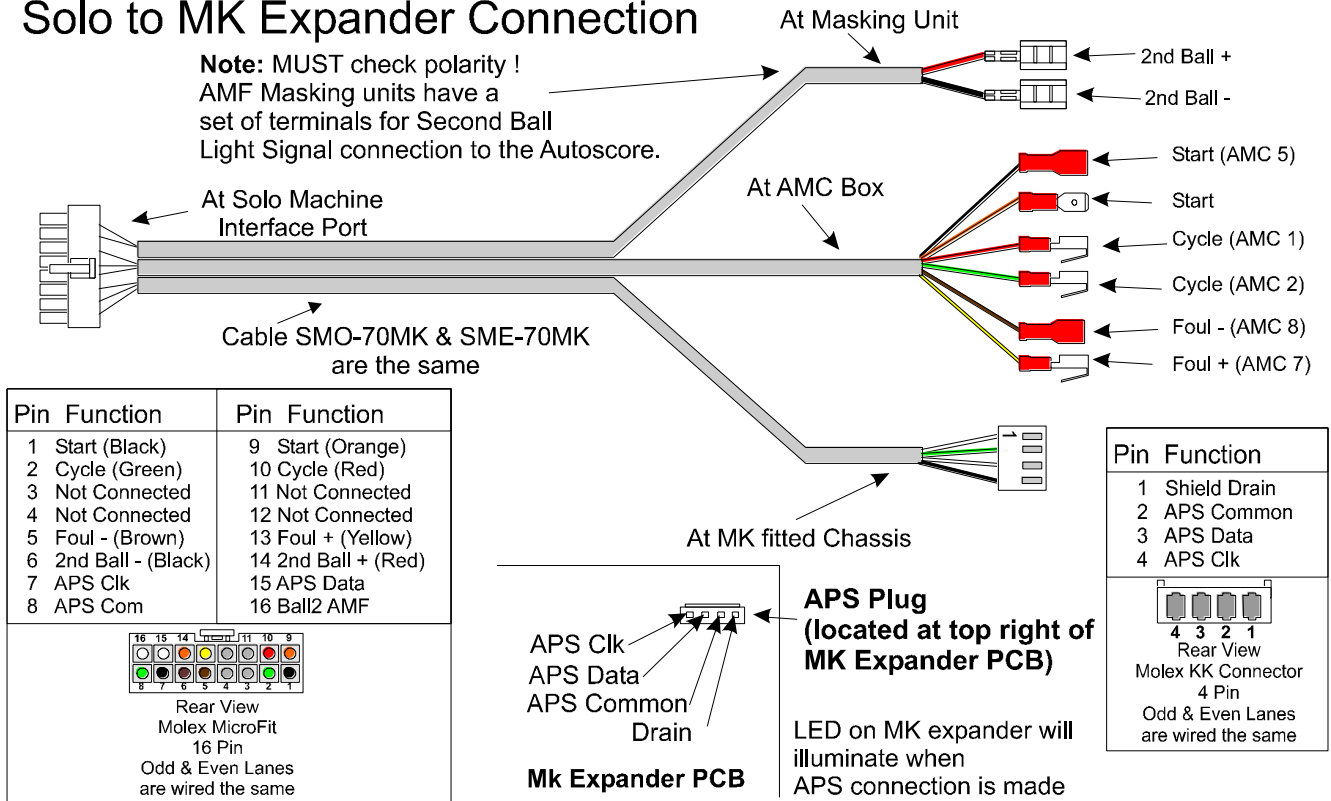 Solo to MK Expander Connection
Note: MUST check polarity !
AMF Masking units have a
set of terminals for Second Ball
Light Signal connection to the Autoscore.
At Masking Unit
2nd Ball +
2nd Ball -
Start (AMC 5)
Start
Cycle (AMC 1)
Cycle (AMC 2)
Foul - (AMC 8)
Foul + (AMC 7)
At AMC Box
At Solo Machine
Interface Port
Cable SMO-70MK & SME-70MK
are the same
1
At MK fitted Chassis
Pin Function Pin Function
1 Start (Black) 9 Start (Orange)
2 Cycle (Green) 10 Cycle (Red)
3 Not Connected 11 Not Connected
4 Not Connected 12 Not Connected
5 Foul - (Brown) 13 Foul + (Yellow)
6 2nd Ball - (Black) 14 2nd Ball + (Red)
7 APS Clk 15 APS Data
8 APS Com 16 Ball2 AMF
16 15 14 11 10 9
8 7 6 5 4 3 2 1
Rear View
Molex MicroFit
16 Pin
Odd & Even Lanes
are wired the same
APS Clk
APS Data
APS Common
Drain
Mk Expander PCB
APS Plug
(located at top right of
MK Expander PCB)
LED on MK expander will
illuminate when
APS connection is made
Pin Function
1 Shield Drain
2 APS Common
3 APS Data
4 APS Clk
4 3 2 1
Rear View
Molex KK Connector
4 Pin
Odd & Even Lanes
are wired the same